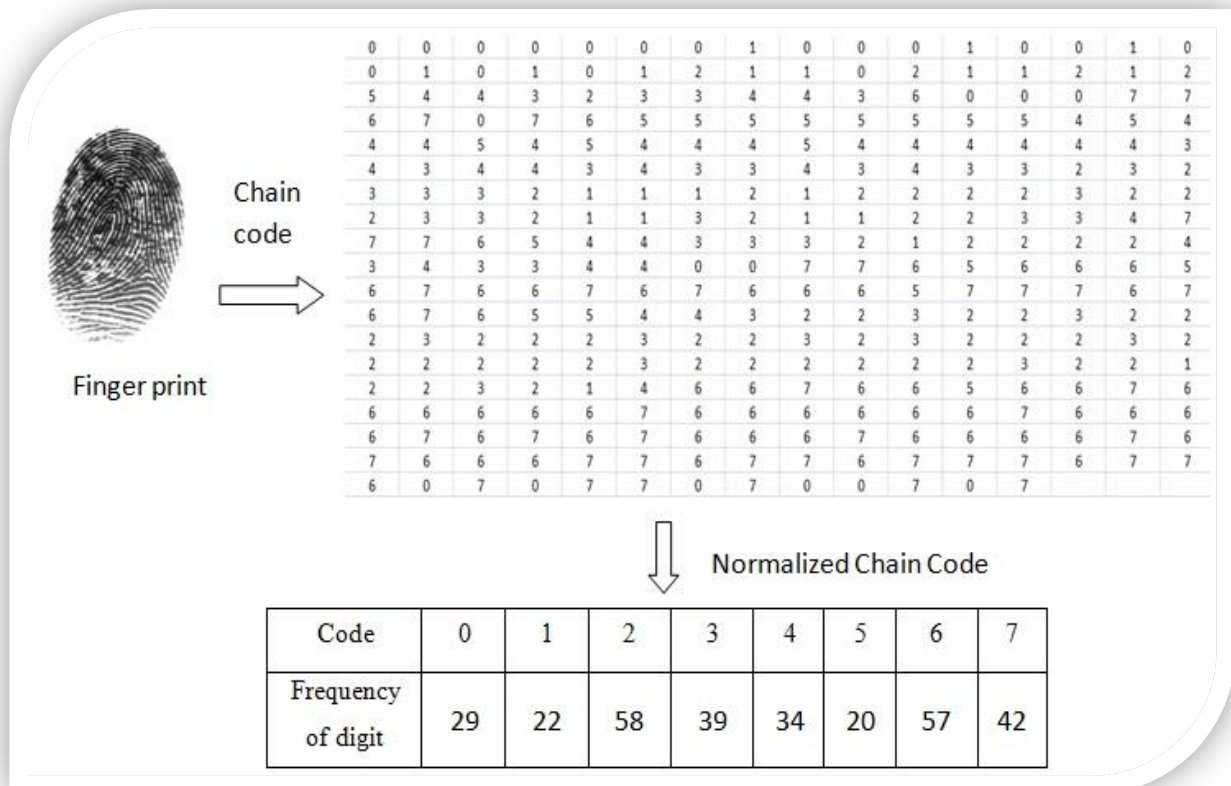 0 0 0 0 0 0 0 1 0 0 0 1 0 0 1 0
0 1 0 1 0 1 2 1 1 0 2 1 1 2 1 2
5 4 4 3 2 3 3 4 4 3 6 0 0 0 7 7
6 7 0 7 6 5 5 5 5 5 5 5 5 4 5 4
4 4 5 4 5 4 4 4 5 4 4 4 4 4 4 3
4 3 4 4 3 4 3 3 4 3 4 3 3 2 3 2
3 3 3 2 1 1 1 2 1 2 2 2 2 3 2 2
2 3 3 2 1 1 3 2 1 1 2 2 3 3 4 7
7 7 6 5 4 4 3 3 3 2 1 2 2 2 2 4
3 4 3 3 4 4 0 0 7 7 6 5 6 6 6 5
6 7 6 6 7 6 7 6 6 6 5 7 7 7 6 7
6 7 6 5 5 4 4 3 2 2 3 2 2 3 2 2
2 3 2 2 2 3 2 2 3 2 3 2 2 2 3 2
2 2 2 2 2 3 2 2 2 2 2 2 3 2 2 1
2 2 3 2 1 4 6 6 7 6 6 5 6 6 7 6
6 6 6 6 6 7 6 6 6 6 6 6 7 6 6 6
6 7 6 7 6 7 6 6 6 7 6 6 6 6 7 6
7 6 6 6 7 7 6 7 7 6 7 7 7 6 7 7
6 0 7 0 7 7 0 7 0 0 7 0 7
Chain
code
Finger print
Normalized Chain Code
Code 0 1 2 3 4 5 6 7
Frequency
of digit 29 22 58 39 34 20 57 42